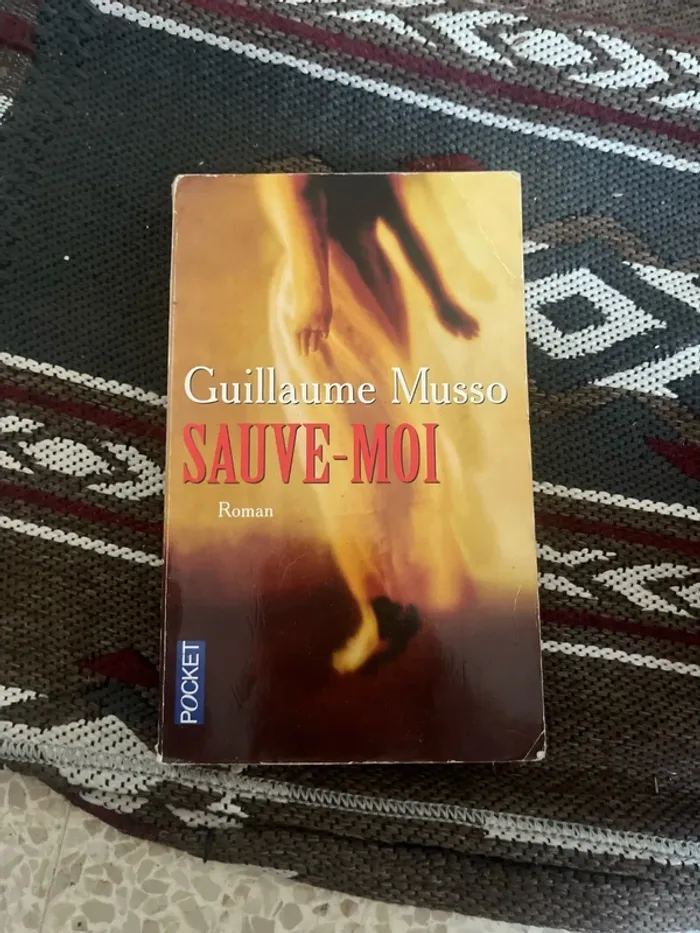 Guillaume Musso
SAUVE-MOI
Roman
POCKET